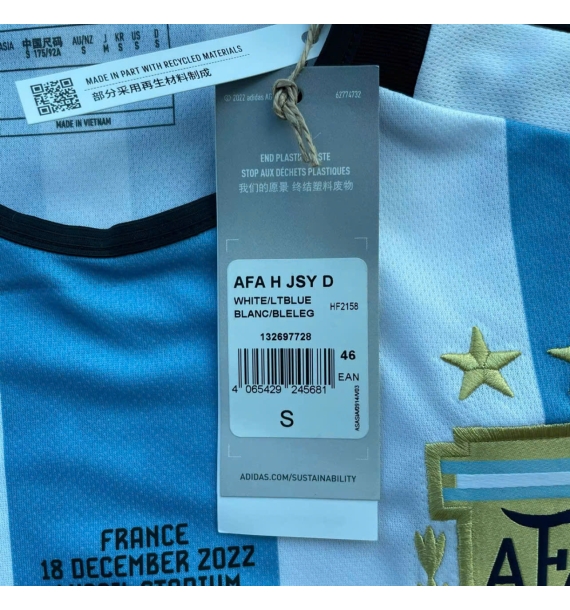 ASIA 中国尺码 AU/NZ J KR US D
S 175/92A S M S S S
MADE IN PART WITH RECYCLED MATERIALS
部分采用再生材料制成
MADE IN VIETNAM
adidas AG
63774732
END PLASTIC WASTE
STOP AUX DÉCHETS PLASTIQUES
我们的愿景 终结塑料废物
AFA H JSY D
WHITE/LTBLUE
BLANC/BLELEG
HF2158
132697728
46
EAN
4 065429 245681
S
ADIDAS.COM/SUSTAINABILITY
FRANCE
18 DECEMBER 2022
STADIUM
AFA